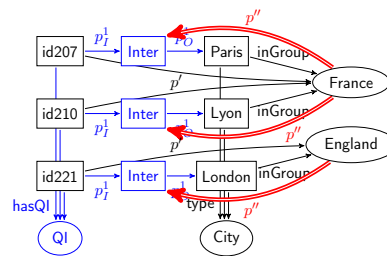 id207 p_I^1 Inter p_O^1 Paris inGroup p''
p' France
id210 p_I^1 Inter Lyon inGroup p''
p' England
id221 p_I^1 Inter London inGroup
hasQI type p''
QI City